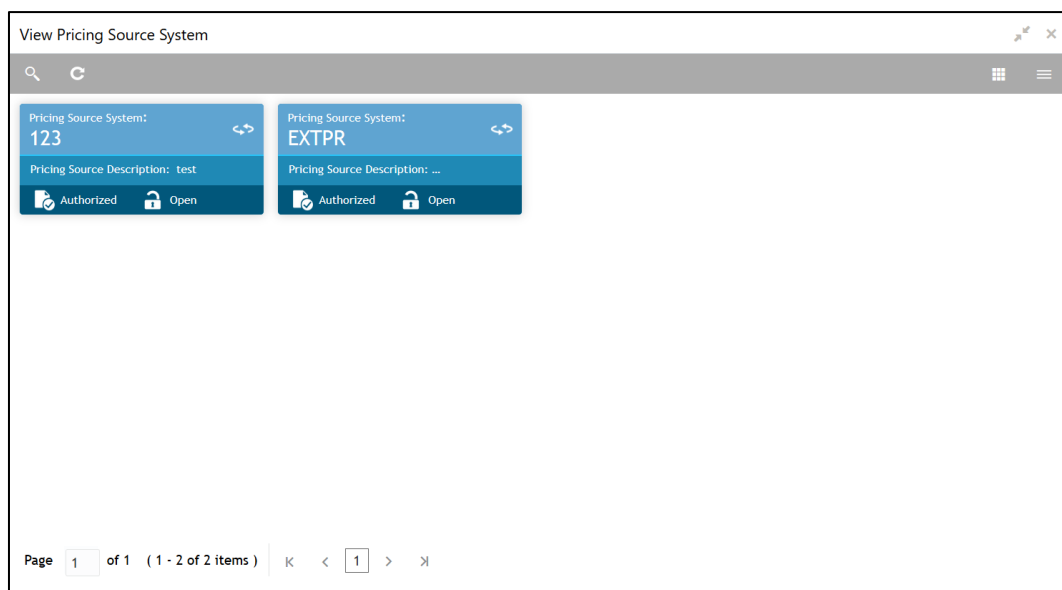 View Pricing Source System
Pricing Source System:
123
Pricing Source Description: test
Authorized Open
Pricing Source System:
EXTPR
Pricing Source Description: ...
Authorized Open
Page 1 of 1 ( 1 - 2 of 2 items ) 1